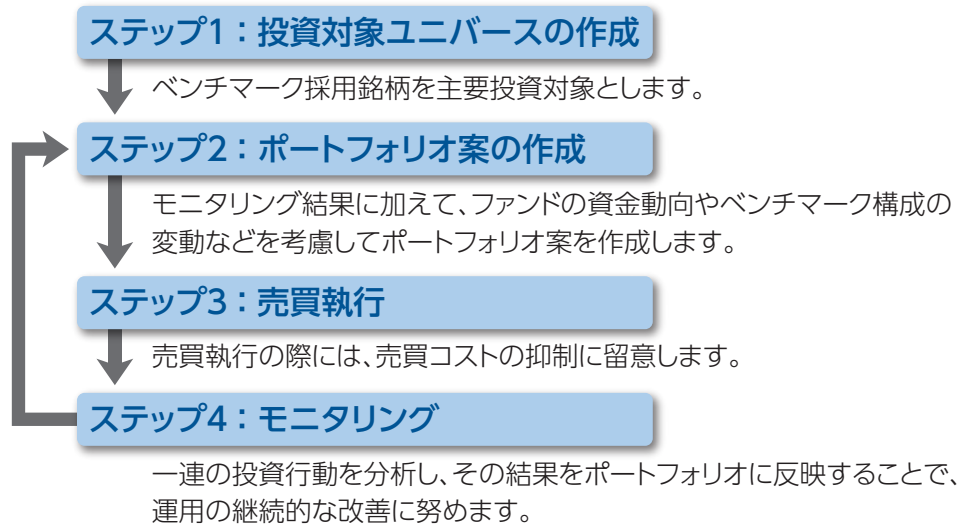 ステップ1：投資対象ユニバースの作成
ベンチマーク採用銘柄を主要投資対象とします。
ステップ2：ポートフォリオ案の作成
モニタリング結果に加えて、ファンドの資金動向やベンチマーク構成の
変動などを考慮してポートフォリオ案を作成します。
ステップ3：売買執行
売買執行の際には、売買コストの抑制に留意します。
ステップ4：モニタリング
一連の投資行動を分析し、その結果をポートフォリオに反映することで、
運用の継続的な改善に努めます。